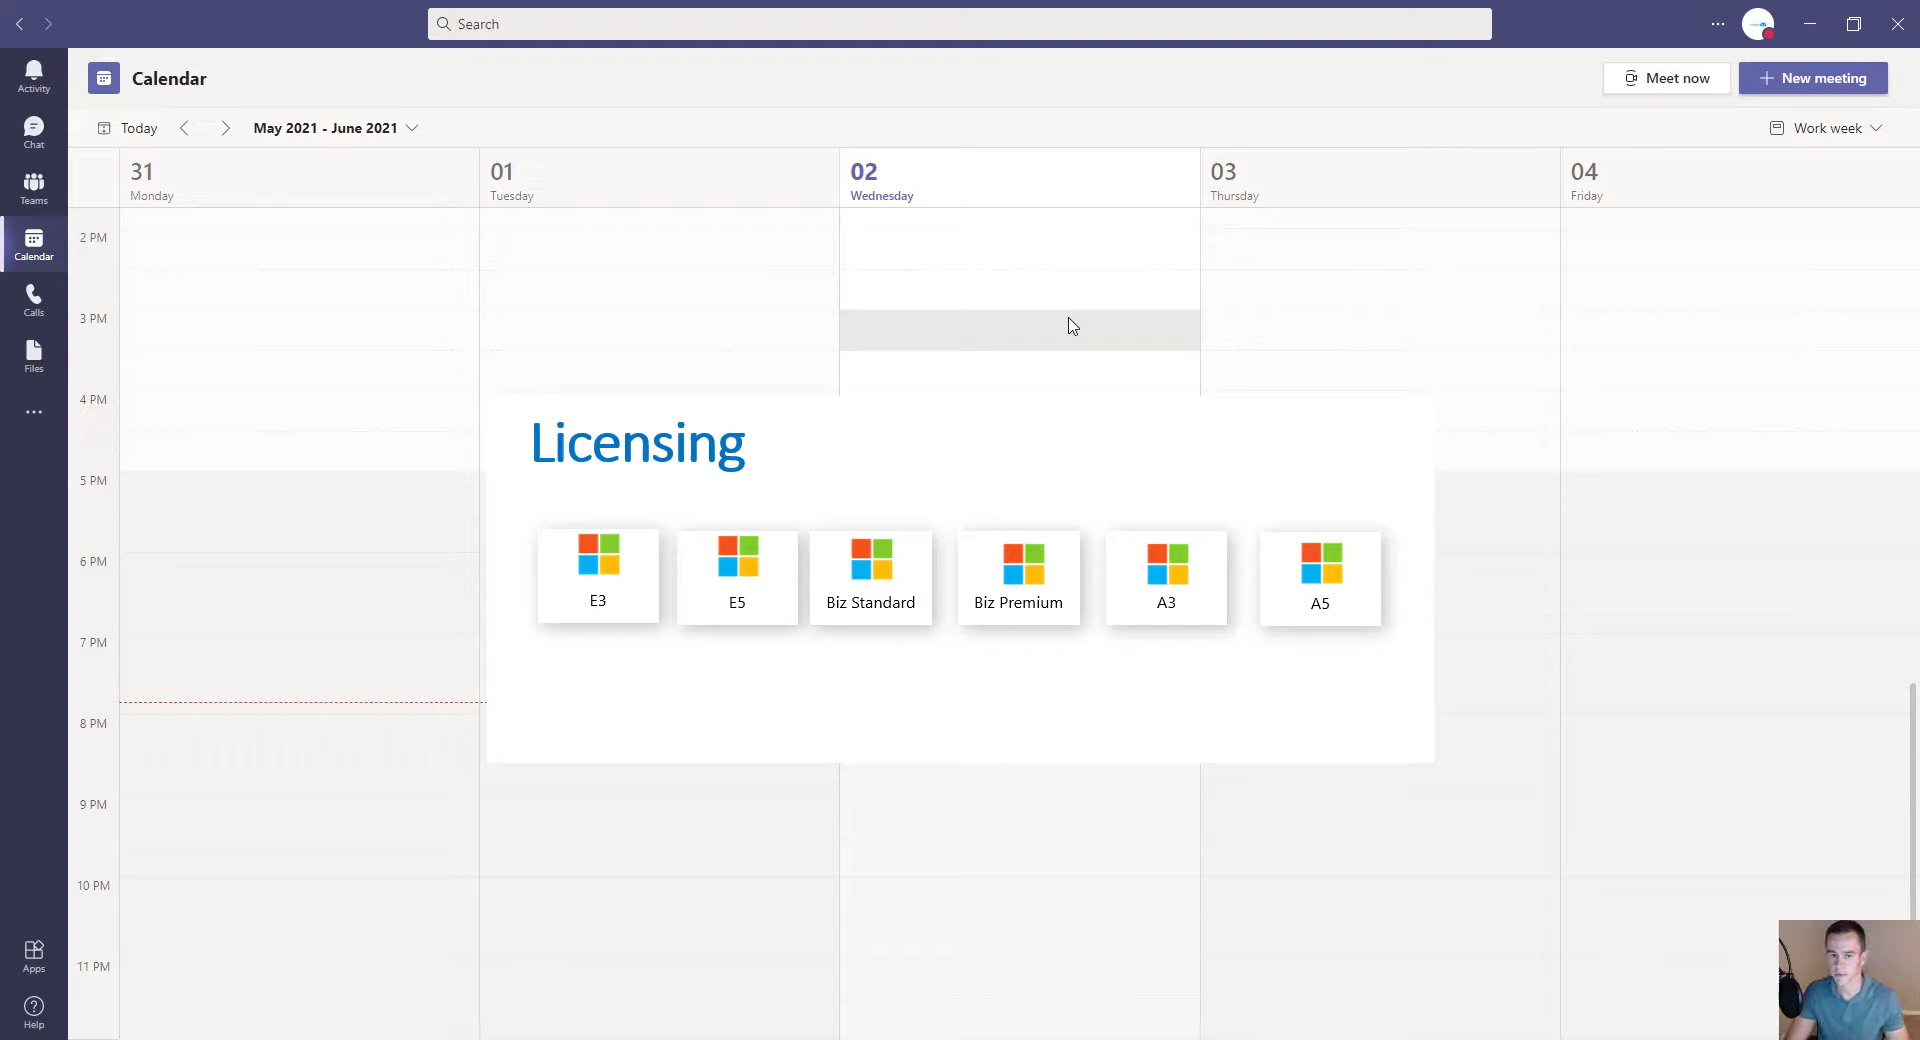 Search
Activity
Chat
Teams
Calendar
Calls
Files
Apps
Help
Calendar
Meet now
New meeting
Today
May 2021 - June 2021
Work week
31
Monday
01
Tuesday
02
Wednesday
03
Thursday
04
Friday
2 PM
3 PM
4 PM
5 PM
6 PM
7 PM
8 PM
9 PM
10 PM
11 PM
Licensing
E3
E5
Biz Standard
Biz Premium
A3
A5